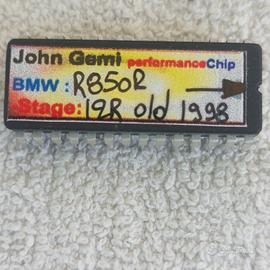 John Gemi performanceChip
BMW : R850R
Stage: 12R old 1998